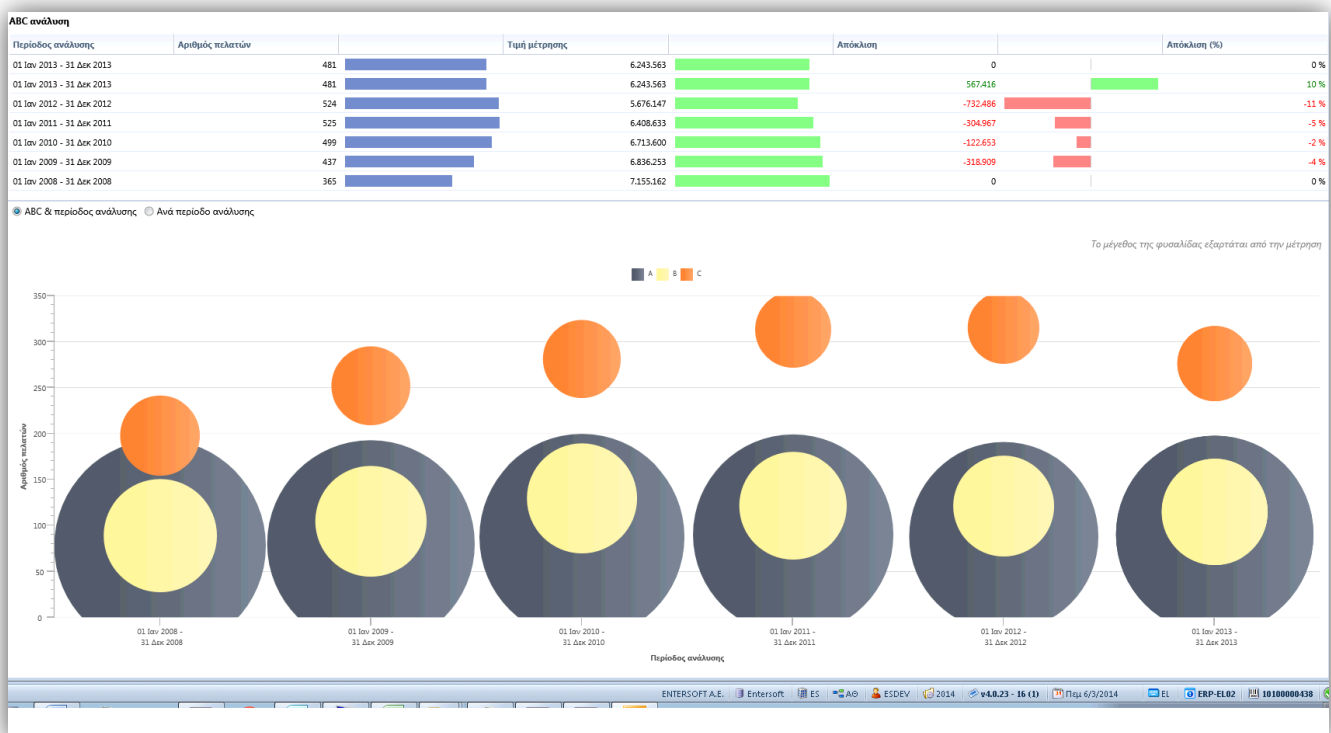 ABC ανάλυση
Περίοδος ανάλυσης Αριθμός πελατών Τιμή μέτρησης Απόκλιση Απόκλιση (%)
01 Ιαν 2013 - 31 Δεκ 2013 481 6.243.563 0 0 %
01 Ιαν 2013 - 31 Δεκ 2013 481 6.243.563 567.416 10 %
01 Ιαν 2012 - 31 Δεκ 2012 524 5.676.147 -732.486 -11 %
01 Ιαν 2011 - 31 Δεκ 2011 525 6.408.633 -304.967 -5 %
01 Ιαν 2010 - 31 Δεκ 2010 499 6.713.600 -122.653 -2 %
01 Ιαν 2009 - 31 Δεκ 2009 437 6.836.253 -318.909 -4 %
01 Ιαν 2008 - 31 Δεκ 2008 365 7.155.162 0 0 %
ABC & περίοδος ανάλυσης Ανά περίοδο ανάλυσης
Το μέγεθος της φυσαλίδας εξαρτάται από την μέτρηση
A B C
350
300
250
200
150
100
50
0
Αριθμός πελατών
01 Ιαν 2008 - 01 Ιαν 2009 - 01 Ιαν 2010 - 01 Ιαν 2011 - 01 Ιαν 2012 - 01 Ιαν 2013 -
31 Δεκ 2008 31 Δεκ 2009 31 Δεκ 2010 31 Δεκ 2011 31 Δεκ 2012 31 Δεκ 2013
Περίοδος ανάλυσης
ENTERSOFT A.E. Entersoft ES ΑΘ ESDEV 2014 v4.0.23 - 16 (1) Πεμ 6/3/2014 EL ERP-EL02 10100000438